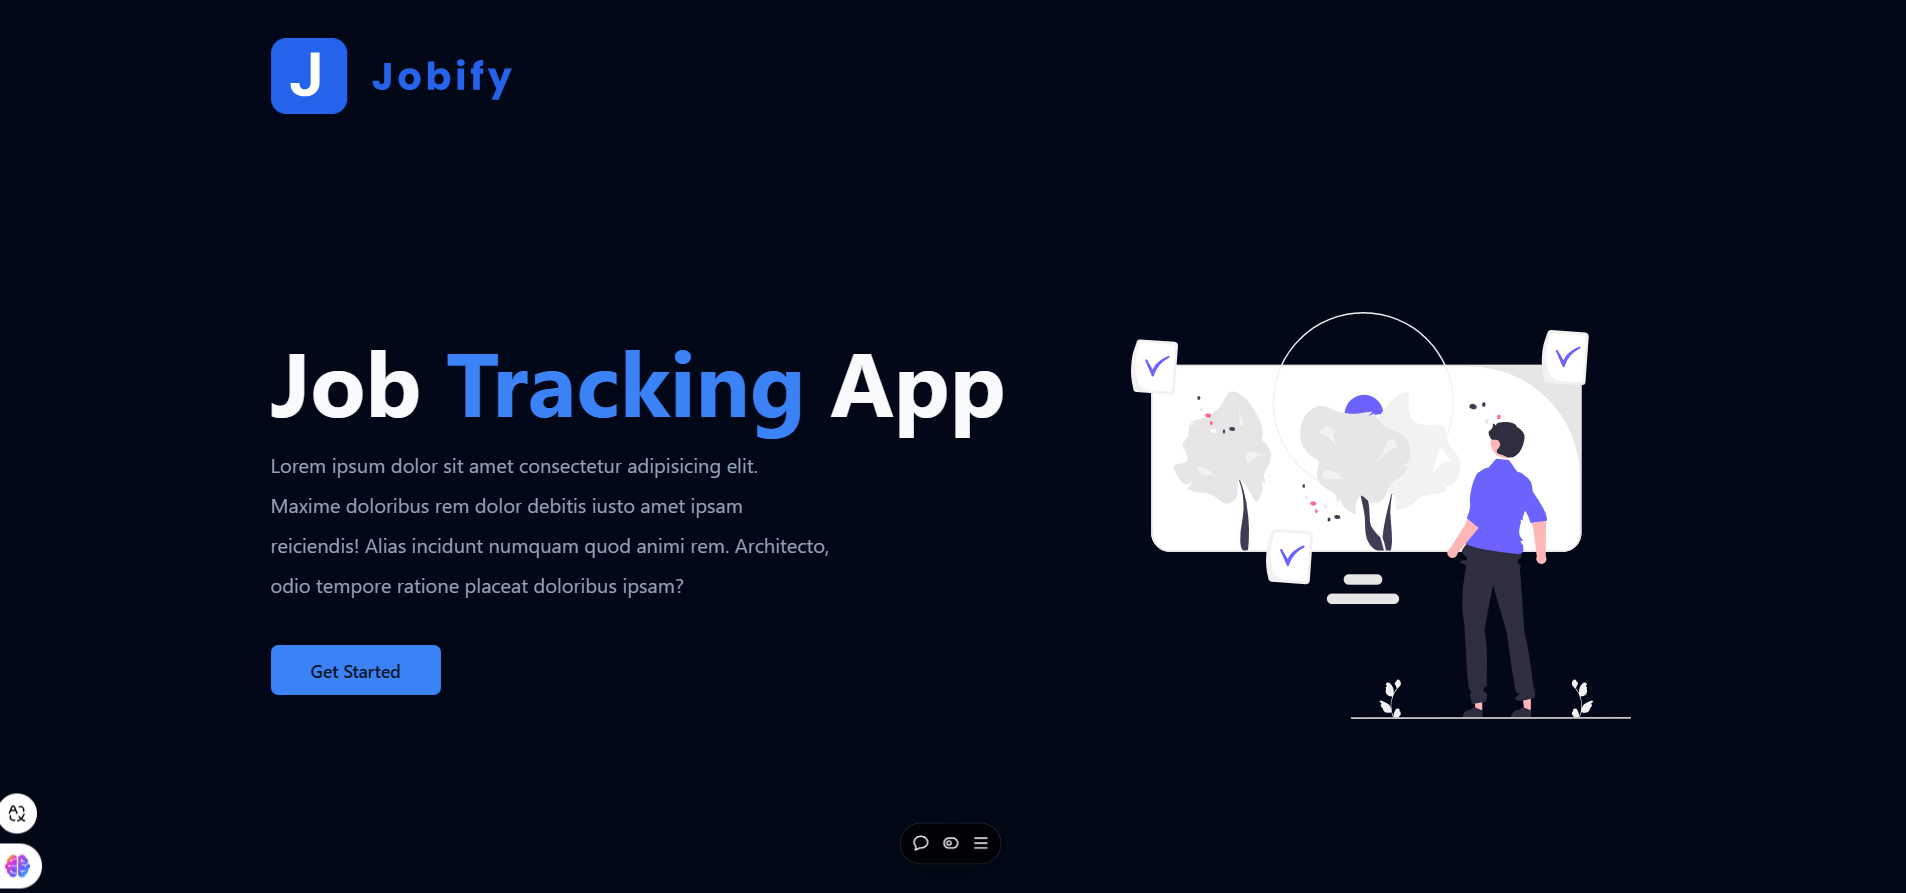 J Jobify
Job Tracking App
Lorem ipsum dolor sit amet consectetur adipisicing elit.
Maxime doloribus rem dolor debitis iusto amet ipsam
reiciendis! Alias incidunt numquam quod animi rem. Architecto,
odio tempore ratione placeat doloribus ipsam?
Get Started